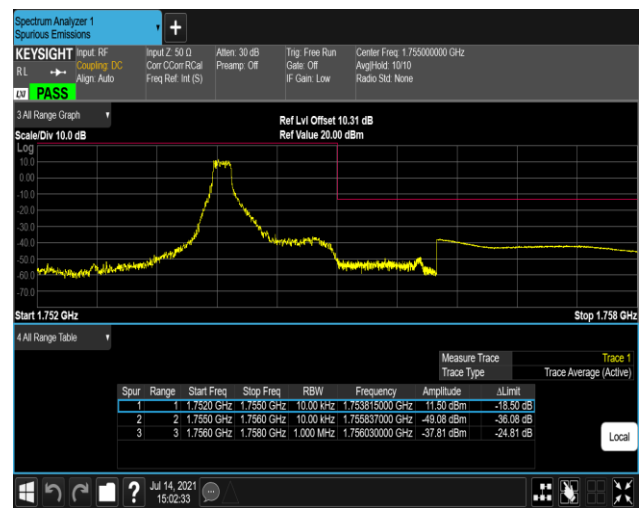 Spectrum Analyzer 1
Spurious Emissions
+
KEYSIGHT Input: RF Input Z: 50 Ω Atten: 30 dB Trig: Free Run Center Freq: 1.755000000 GHz
RL Coupling: DC Corr CCorr RCal Preamp: Off Gate: Off Avg|Hold: 10/10
Align: Auto Freq Ref: Int (S) IF Gain: Low Radio Std: None
LXI PASS
3 All Range Graph
Ref Lvl Offset 10.31 dB
Scale/Div 10.0 dB Ref Value 20.00 dBm
Log
10.0
0.00
-10.0
-20.0
-30.0
-40.0
-50.0
-60.0
-70.0
Start 1.752 GHz Stop 1.758 GHz
4 All Range Table
Measure Trace Trace 1
Trace Type Trace Average (Active)
Spur Range Start Freq Stop Freq RBW Frequency Amplitude ΔLimit
1 1 1.7520 GHz 1.7550 GHz 10.00 kHz 1.753815000 GHz 11.50 dBm -18.50 dB
2 2 1.7550 GHz 1.7560 GHz 10.00 kHz 1.755837000 GHz -49.08 dBm -36.08 dB
3 3 1.7560 GHz 1.7580 GHz 1.000 MHz 1.756030000 GHz -37.81 dBm -24.81 dB
Local
? Jul 14, 2021
15:02:33